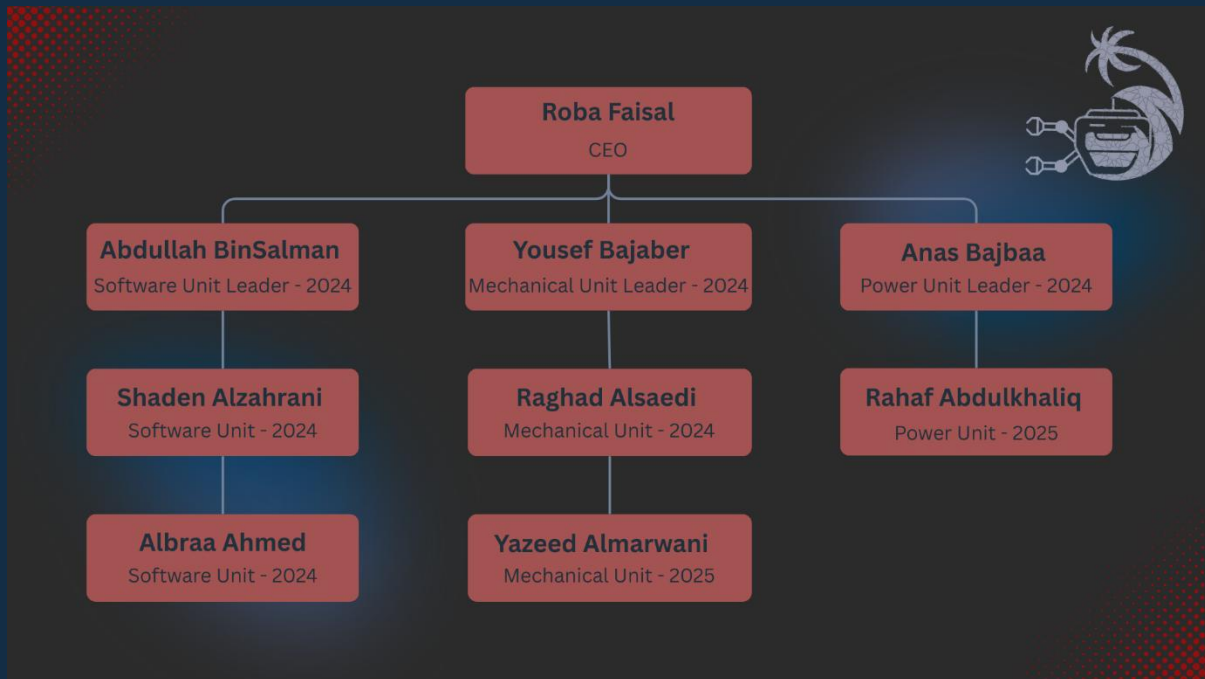 Roba Faisal
CEO
Abdullah BinSalman
Software Unit Leader - 2024
Yousef Bajaber
Mechanical Unit Leader - 2024
Anas Bajbaa
Power Unit Leader - 2024
Shaden Alzahrani
Software Unit - 2024
Raghad Alsaedi
Mechanical Unit - 2024
Rahaf Abdulkhaliq
Power Unit - 2025
Albraa Ahmed
Software Unit - 2024
Yazeed Almarwani
Mechanical Unit - 2025